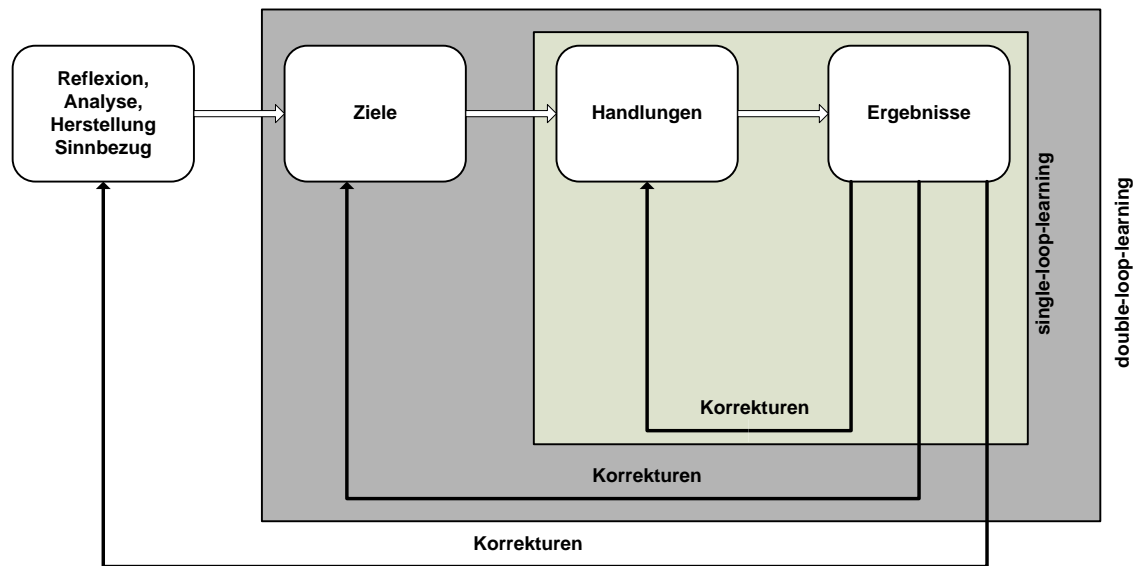 Reflexion,
Analyse,
Herstellung
Sinnbezug
Ziele
Handlungen
Ergebnisse
single-loop-learning
double-loop-learning
Korrekturen
Korrekturen
Korrekturen